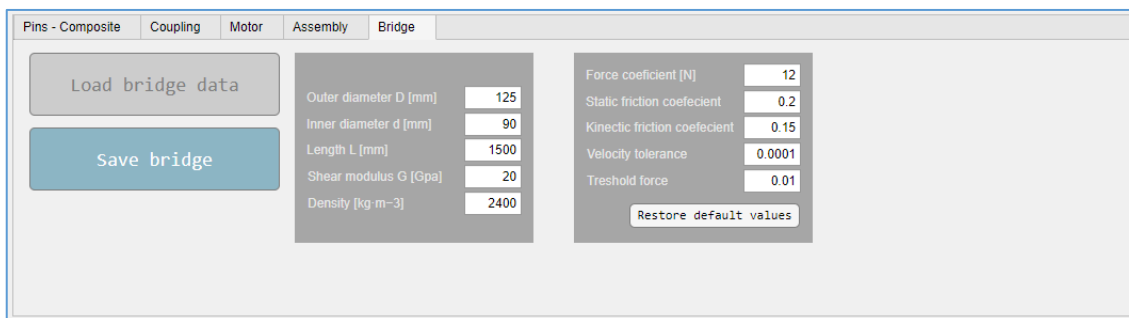 Pins - Composite Coupling Motor Assembly Bridge
Load bridge data
Save bridge
Outer diameter D [mm] 125
Inner diameter d [mm] 90
Length L [mm] 1500
Shear modulus G [Gpa] 20
Density [kg·m−3] 2400
Force coeficient [N] 12
Static friction coefecient 0.2
Kinectic friction coefecient 0.15
Velocity tolerance 0.0001
Treshold force 0.01
Restore default values